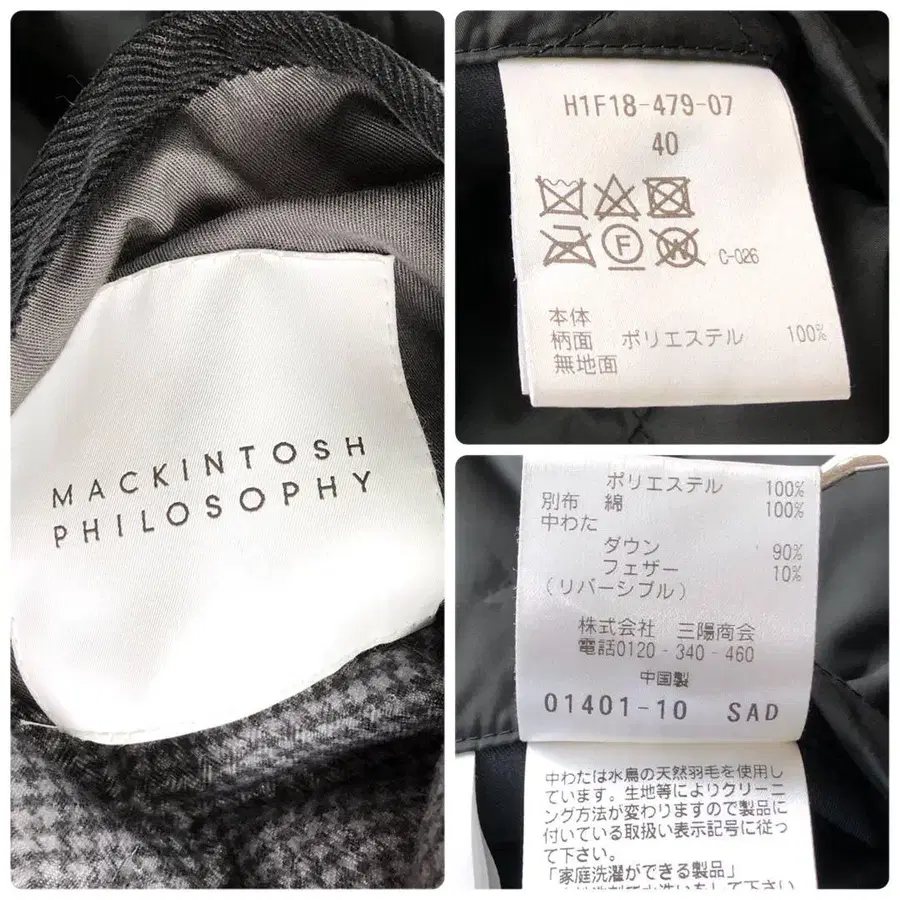 MACKINTOSH
PHILOSOPHY
H1F18-479-07
40
F
W
C-026
本体
柄面 ポリエステル 100%
無地面
ポリエステル 100%
別布 綿 100%
中わた
ダウン 90%
フェザー 10%
(リバーシブル)
株式会社 三陽商会
電話0120-340-460
中国製
01401-10 SAD
中わたは水鳥の天然羽毛を使用し
ています。生地等によりクリーニ
ング方法が変わりますので製品に
付いている取扱い表示記号に従っ
て下さい。
「家庭洗濯ができる製品」